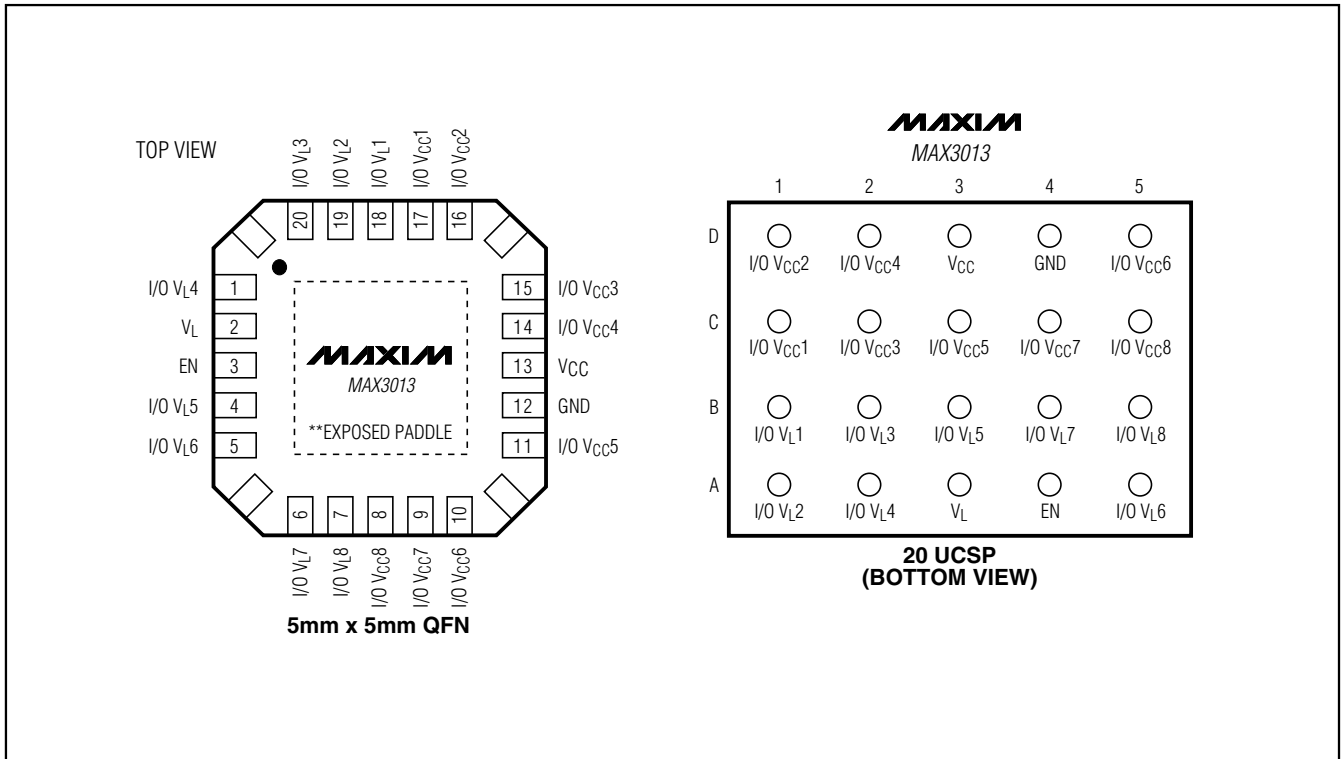 TOP VIEW
I/O VL3
I/O VL2
I/O VL1
I/O VCC1
I/O VCC2
20 19 18 17 16
I/O VL4 1
VL 2
EN 3
I/O VL5 4
I/O VL6 5
MAXIM
MAX3013
**EXPOSED PADDLE
15 I/O VCC3
14 I/O VCC4
13 VCC
12 GND
11 I/O VCC5
6 7 8 9 10
I/O VL7
I/O VL8
I/O VCC8
I/O VCC7
I/O VCC6
5mm x 5mm QFN
MAXIM
MAX3013
1 2 3 4 5
D
I/O VCC2 I/O VCC4 VCC GND I/O VCC6
C
I/O VCC1 I/O VCC3 I/O VCC5 I/O VCC7 I/O VCC8
B
I/O VL1 I/O VL3 I/O VL5 I/O VL7 I/O VL8
A
I/O VL2 I/O VL4 VL EN I/O VL6
20 UCSP
(BOTTOM VIEW)